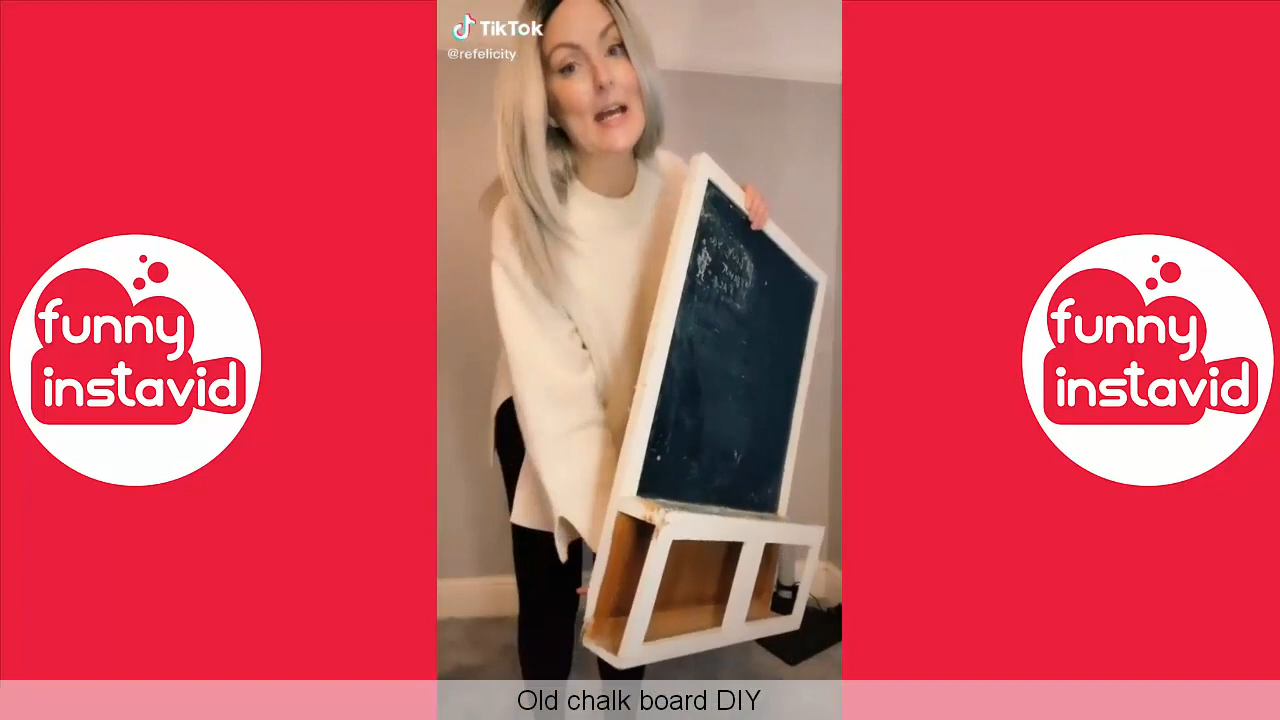 TikTok
@refelicity
funny
instavid
funny
instavid
Old chalk board DIY